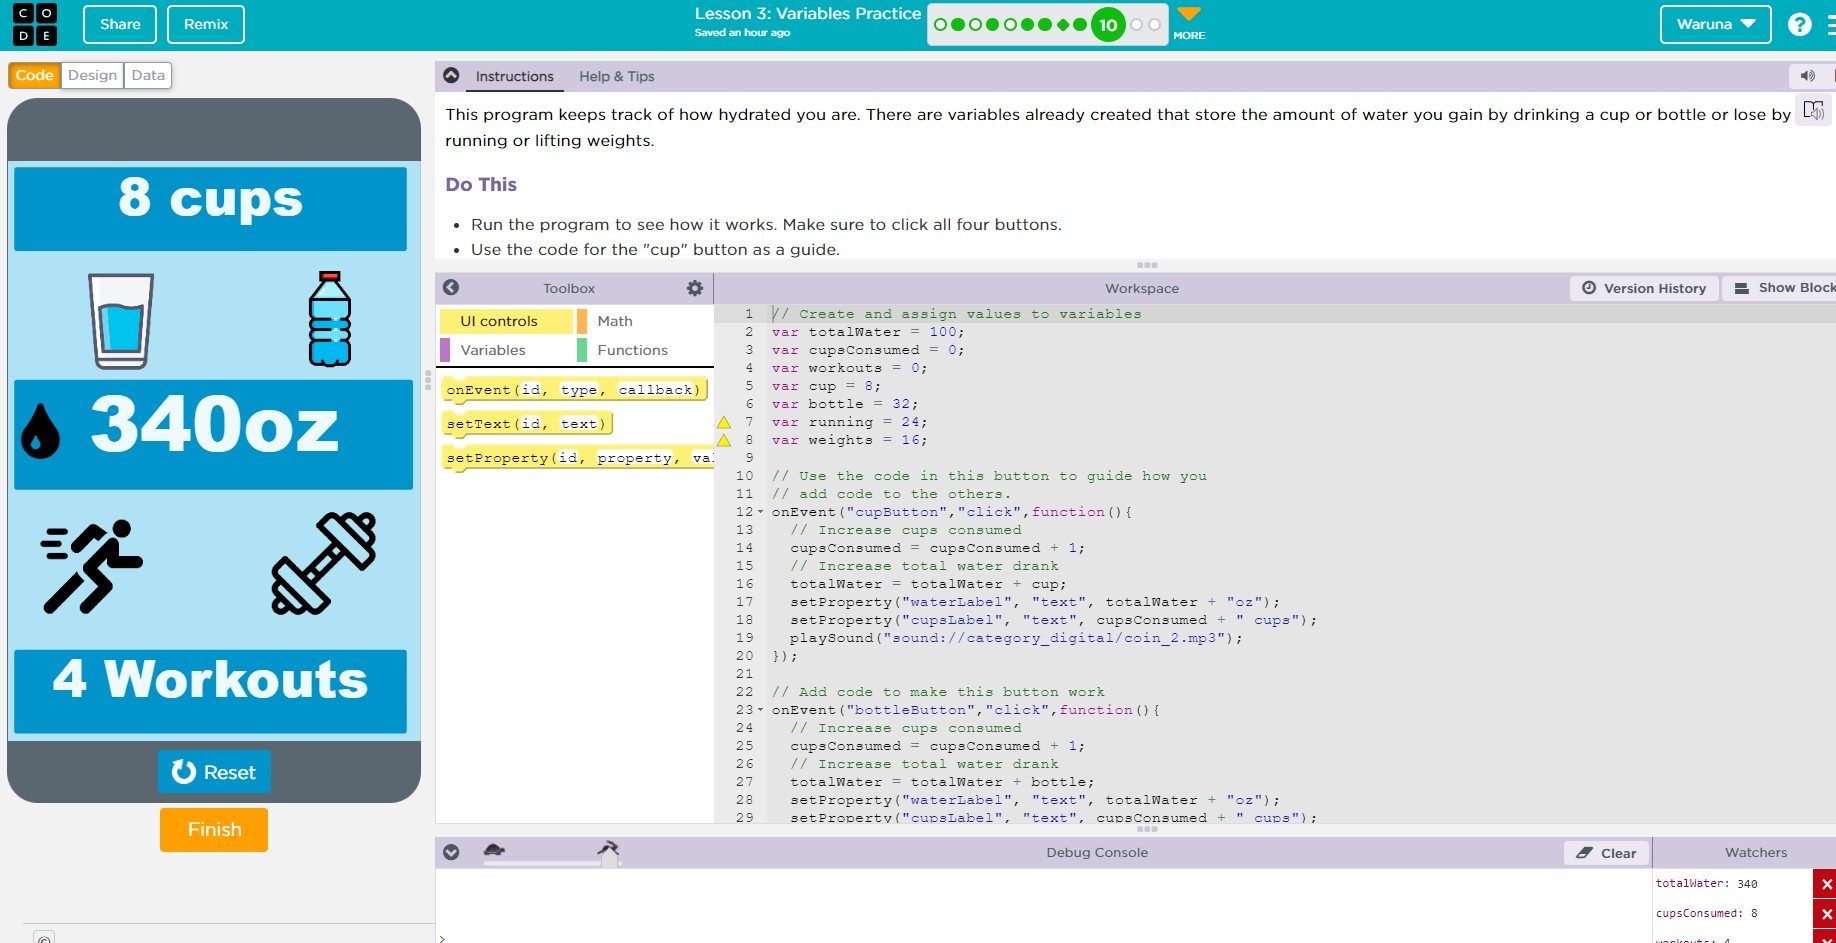 C O
D E
Share
Remix
Lesson 3: Variables Practice
Saved an hour ago
10
MORE
Waruna
?
Code
Design
Data
Instructions
Help & Tips
This program keeps track of how hydrated you are. There are variables already created that store the amount of water you gain by drinking a cup or bottle or lose by
running or lifting weights.
Do This
• Run the program to see how it works. Make sure to click all four buttons.
• Use the code for the "cup" button as a guide.
8 cups
340oz
4 Workouts
Reset
Finish
©
Toolbox
Workspace
Version History
Show Block
UI controls
Math
Variables
Functions
onEvent(id, type, callback)
setText(id, text)
setProperty(id, property, val
1 // Create and assign values to variables
2 var totalWater = 100;
3 var cupsConsumed = 0;
4 var workouts = 0;
5 var cup = 8;
6 var bottle = 32;
7 var running = 24;
8 var weights = 16;
9
10 // Use the code in this button to guide how you
11 // add code to the others.
12 onEvent("cupButton","click",function(){
13 // Increase cups consumed
14 cupsConsumed = cupsConsumed + 1;
15 // Increase total water drank
16 totalWater = totalWater + cup;
17 setProperty("waterLabel", "text", totalWater + "oz");
18 setProperty("cupsLabel", "text", cupsConsumed + " cups");
19 playSound("sound://category_digital/coin_2.mp3");
20 });
21
22 // Add code to make this button work
23 onEvent("bottleButton","click",function(){
24 // Increase cups consumed
25 cupsConsumed = cupsConsumed + 1;
26 // Increase total water drank
27 totalWater = totalWater + bottle;
28 setProperty("waterLabel", "text", totalWater + "oz");
29 setProperty("cupsLabel", "text", cupsConsumed + " cups");
Debug Console
Clear
Watchers
totalWater: 340
cupsConsumed: 8
workouts: 4
>